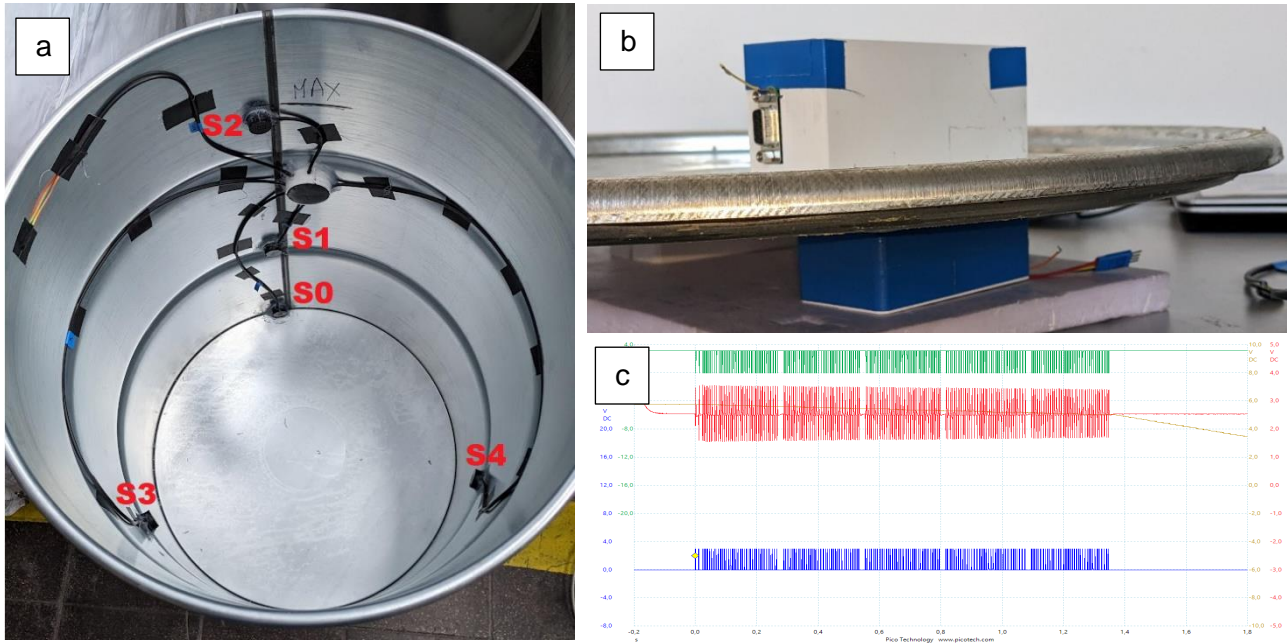 a
MAX
S2
S1
S0
S4
S3
b
c
4,0 10,0 5,0
V V
DC DC
8,0 4,0
6,0 3,0
V
DC
20,0 -8,0 4,0 2,0
16,0 -12,0 2,0 1,0
12,0 -16,0 0,0 0,0
8,0 -20,0 -2,0 -1,0
4,0 -4,0 -2,0
0,0 -6,0 -3,0
-4,0 -8,0 -4,0
-8,0 -10,0 -5,0
-0,2 0,0 0,2 0,4 0,6 0,8 1,0 1,2 1,4 1,6 1,8
s Pico Technology www.picotech.com